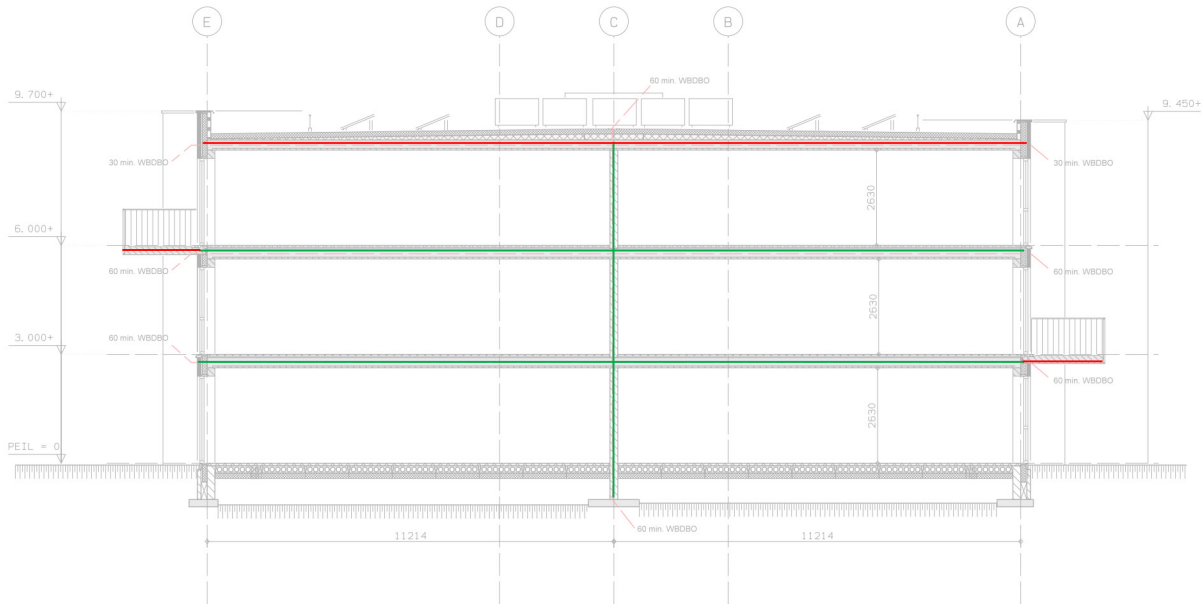 E
D
C
B
A
60 min. WBDBO
9.700+
9.450+
30 min. WBDBO
30 min. WBDBO
2630
6.000+
60 min. WBDBO
60 min. WBDBO
2630
3.000+
60 min. WBDBO
60 min. WBDBO
2630
PEIL = 0
60 min. WBDBO
11214
11214